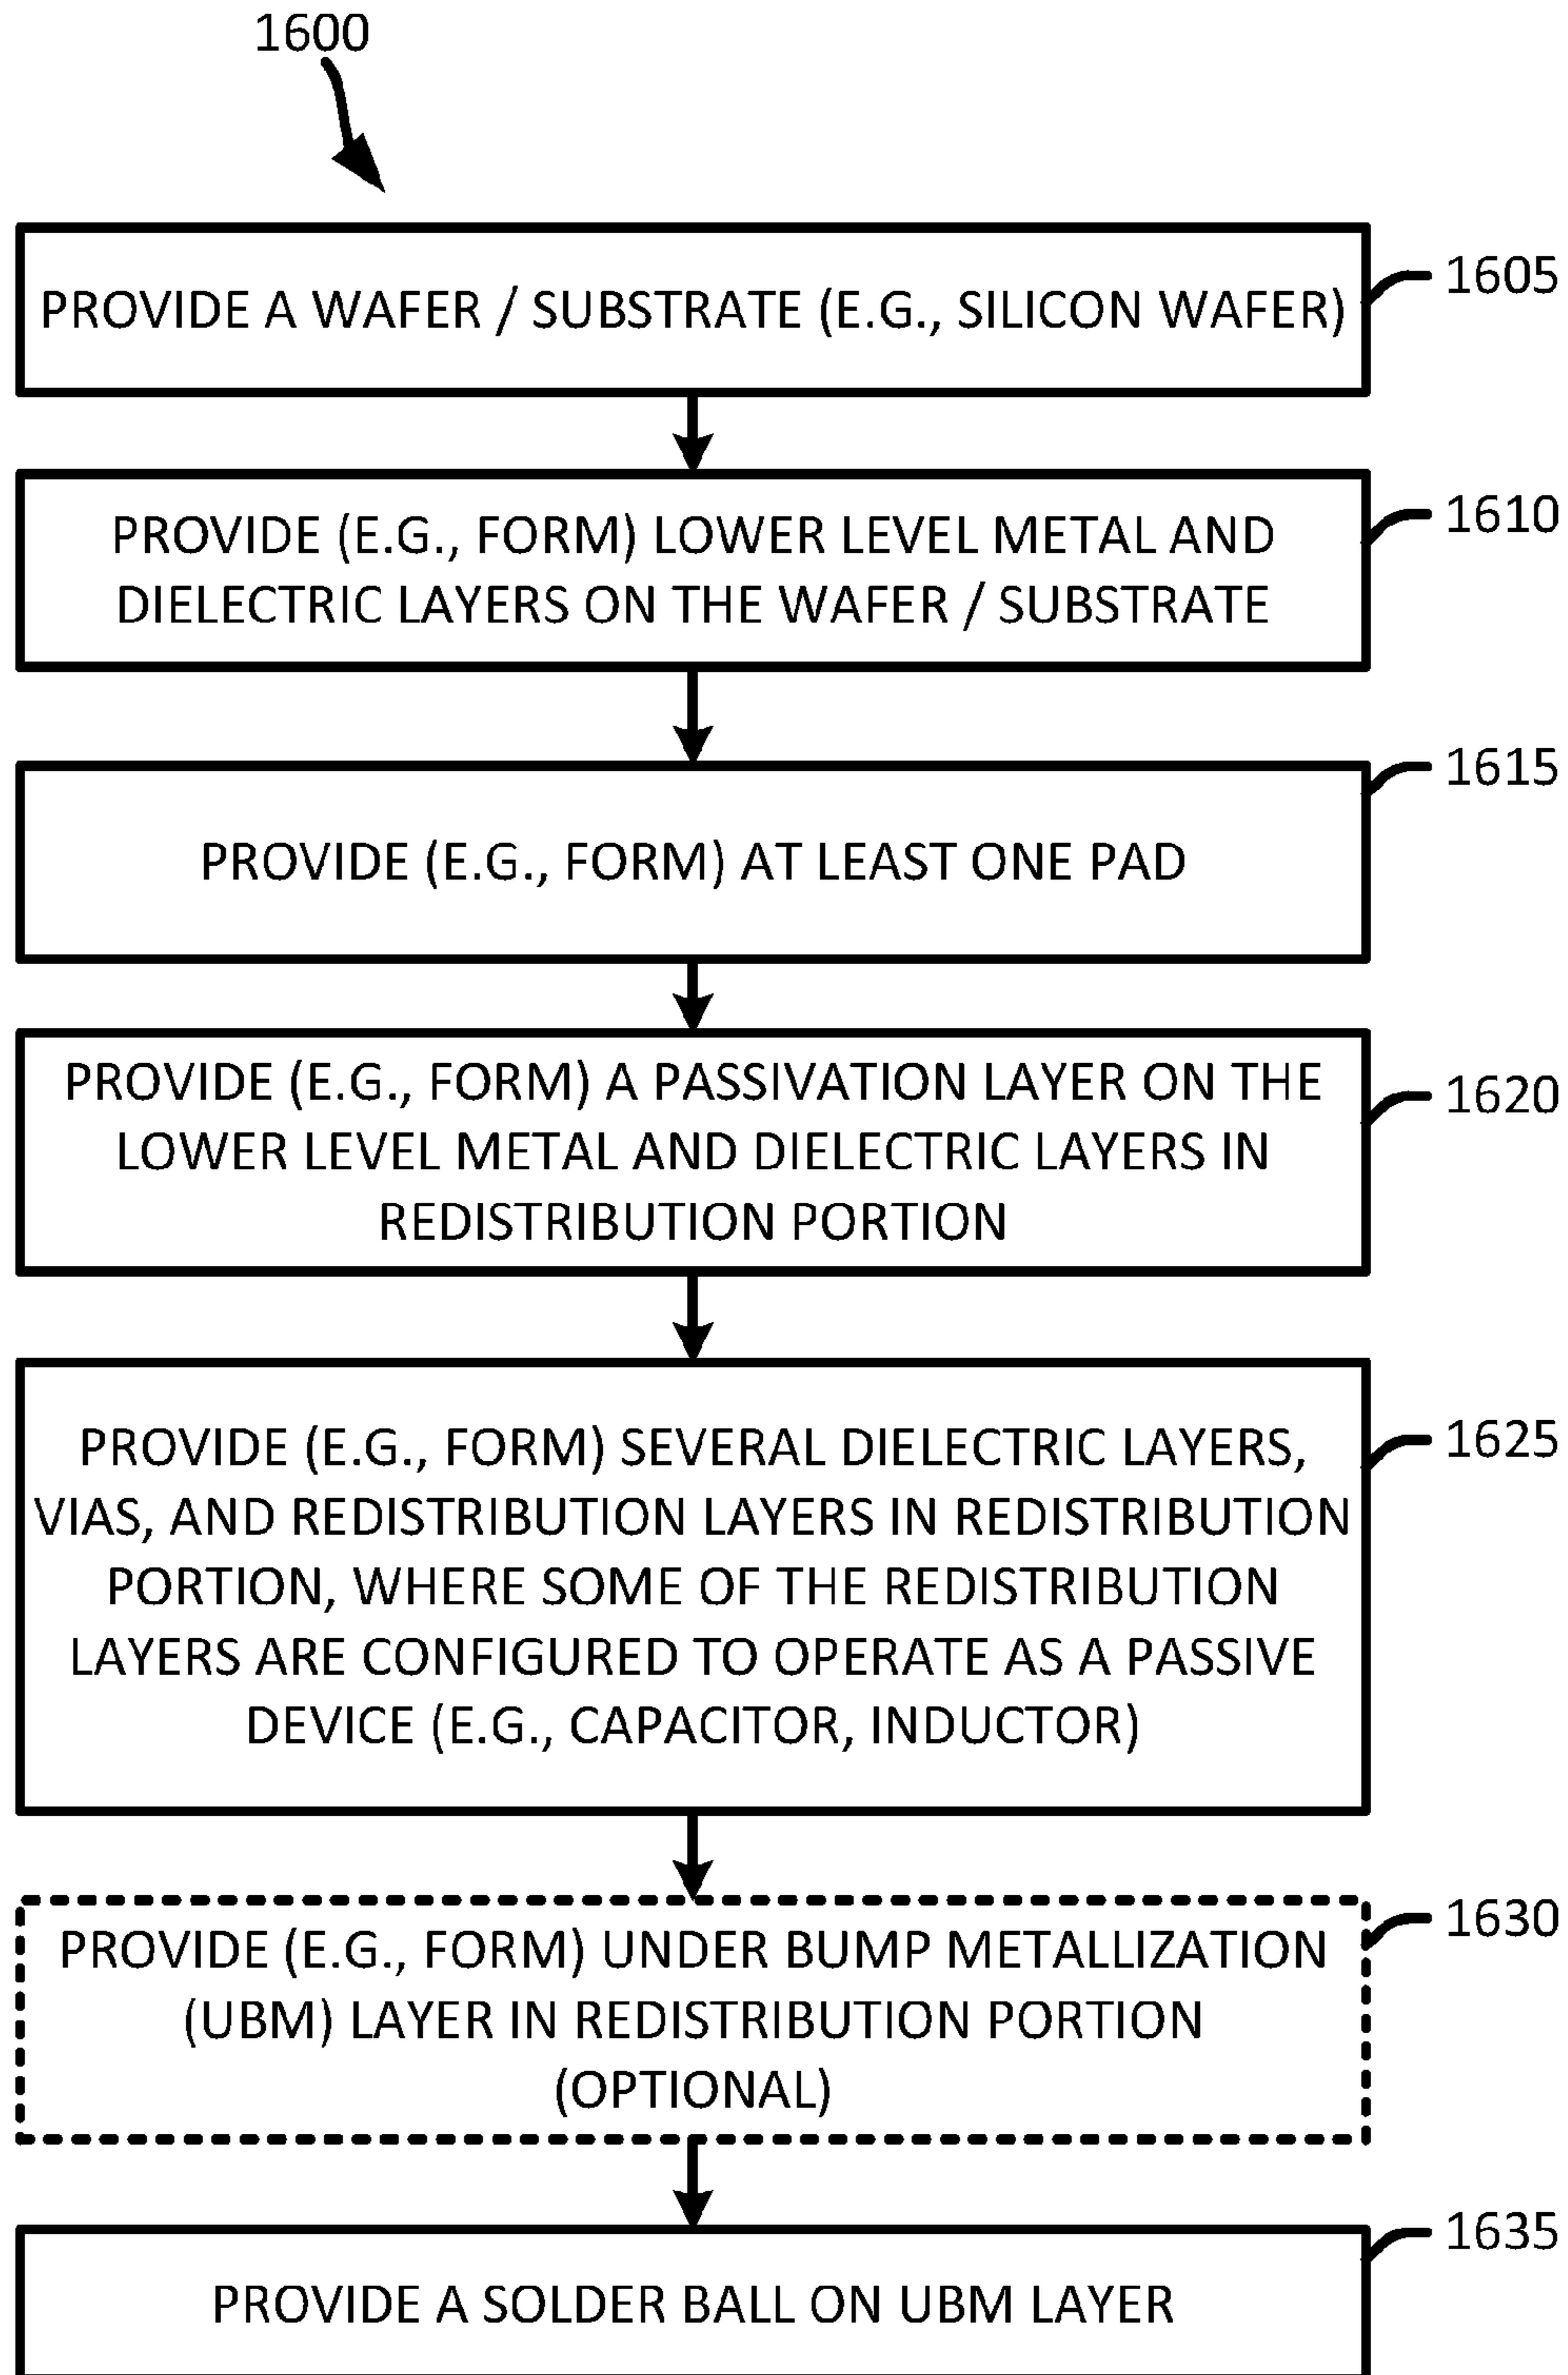 1600
PROVIDE A WAFER / SUBSTRATE (E.G., SILICON WAFER)
1605
PROVIDE (E.G., FORM) LOWER LEVEL METAL AND
DIELECTRIC LAYERS ON THE WAFER / SUBSTRATE
1610
PROVIDE (E.G., FORM) AT LEAST ONE PAD
1615
PROVIDE (E.G., FORM) A PASSIVATION LAYER ON THE
LOWER LEVEL METAL AND DIELECTRIC LAYERS IN
REDISTRIBUTION PORTION
1620
PROVIDE (E.G., FORM) SEVERAL DIELECTRIC LAYERS,
VIAS, AND REDISTRIBUTION LAYERS IN REDISTRIBUTION
PORTION, WHERE SOME OF THE REDISTRIBUTION
LAYERS ARE CONFIGURED TO OPERATE AS A PASSIVE
DEVICE (E.G., CAPACITOR, INDUCTOR)
1625
PROVIDE (E.G., FORM) UNDER BUMP METALLIZATION
(UBM) LAYER IN REDISTRIBUTION PORTION
(OPTIONAL)
1630
PROVIDE A SOLDER BALL ON UBM LAYER
1635